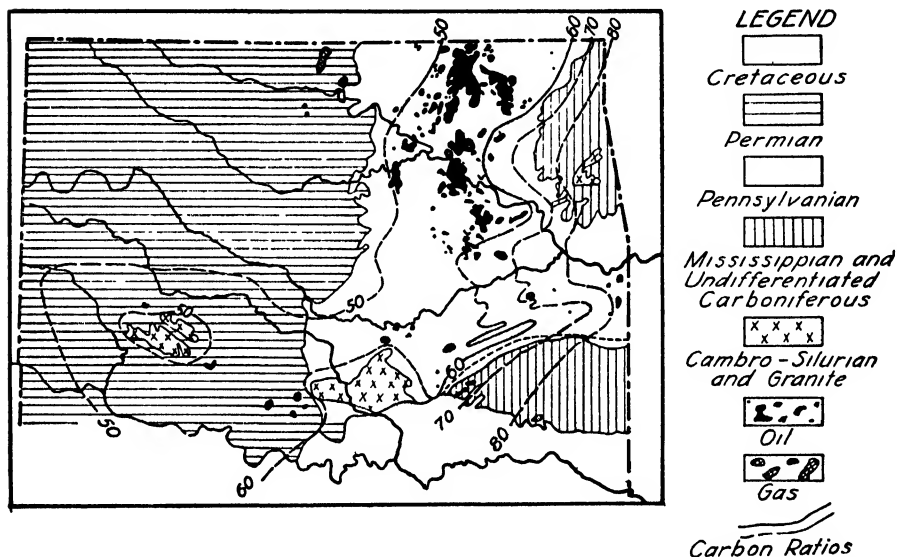 50
60
70
80
50
50
60
60
70
80
LEGEND
Cretaceous
Permian
Pennsylvanian
Mississippian and
Undifferentiated
Carboniferous
Cambro-Silurian
and Granite
Oil
Gas
Carbon Ratios